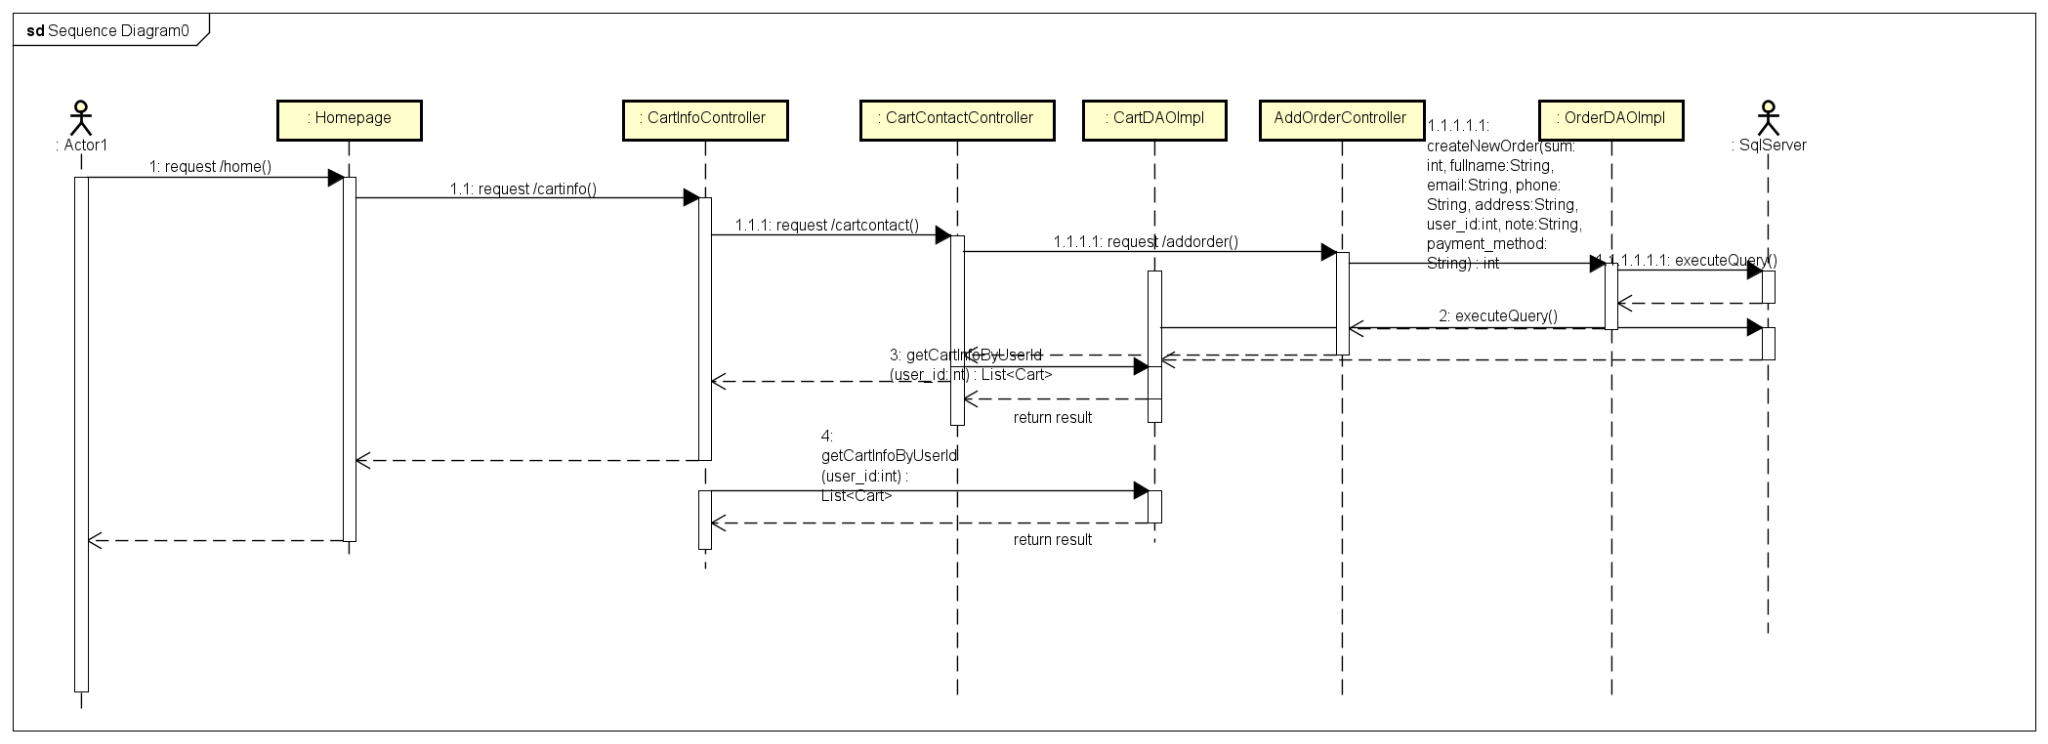 sd Sequence Diagram0
: Actor1
: Homepage
: CartInfoController
: CartContactController
: CartDAOImpl
AddOrderController
: OrderDAOImpl
: SqlServer
1: request /home()
1.1: request /cartinfo()
1.1.1: request /cartcontact()
1.1.1.1: request /addorder()
1.1.1.1.1:
createNewOrder(sum:
int, fullname:String,
email:String, phone:
String, address:String,
user_id:int, note:String,
payment_method:
String) : int
1.1.1.1.1.1: executeQuery()
2: executeQuery()
3: getCartInfoByUserId
(user_id:int) : List<Cart>
return result
4:
getCartInfoByUserId
(user_id:int) :
List<Cart>
return result